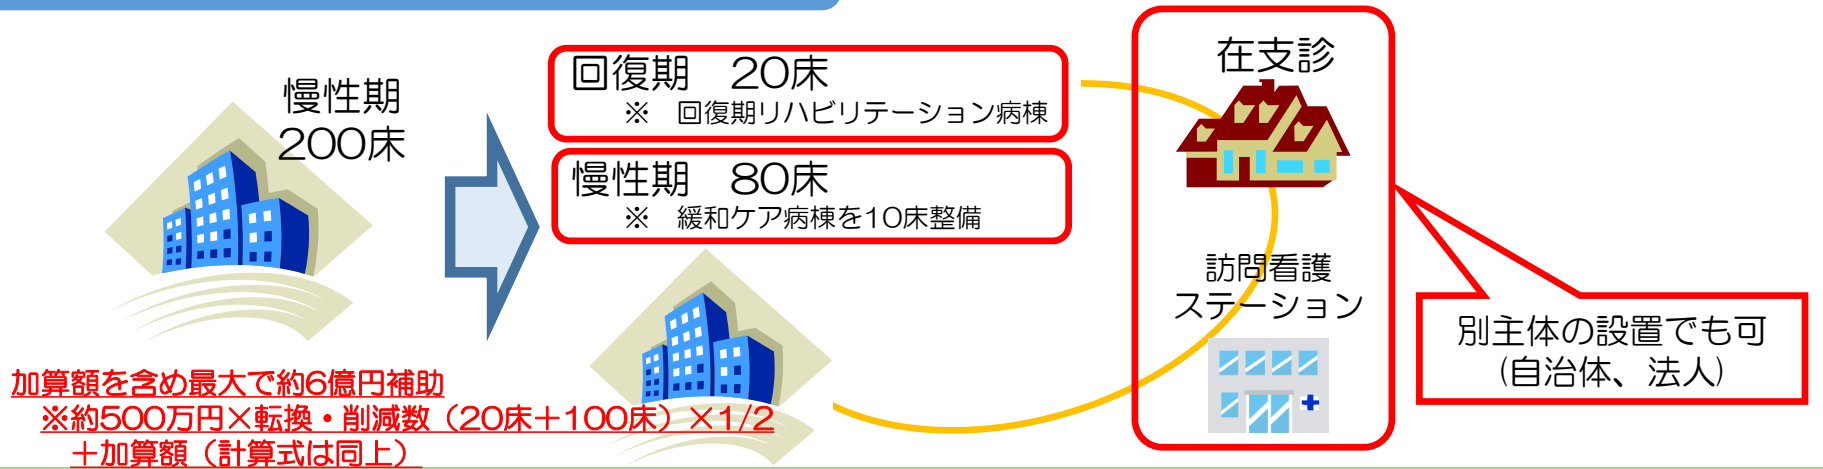 慢性期
200床
回復期　20床
※　回復期リハビリテーション病棟
慢性期　80床
※　緩和ケア病棟を10床整備
在支診
訪問看護
ステーション
別主体の設置でも可
(自治体、法人)
加算額を含め最大で約6億円補助
※約500万円×転換・削減数（20床＋100床）×1/2
＋加算額（計算式は同上）